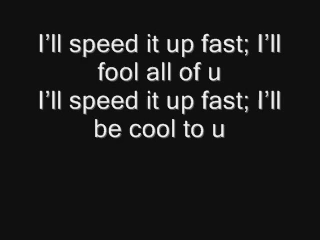 I’ll speed it up fast; I’ll
fool all of u
I’ll speed it up fast; I’ll
be cool to u